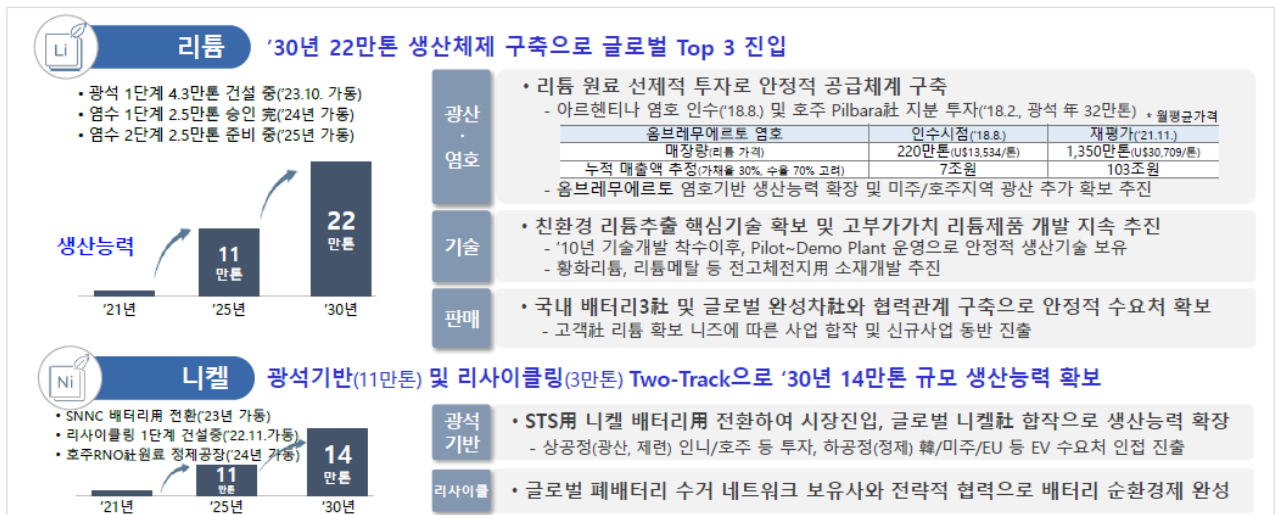 Li
리튬
’30년 22만톤 생산체제 구축으로 글로벌 Top 3 진입
• 광석 1단계 4.3만톤 건설 중(’23.10. 가동)
• 염수 1단계 2.5만톤 승인 完(’24년 가동)
• 염수 2단계 2.5만톤 준비 중(’25년 가동)
생산능력
11
만톤
22
만톤
’21년
’25년
’30년
광산
·
염호
• 리튬 원료 선제적 투자로 안정적 공급체계 구축
- 아르헨티나 염호 인수(’18.8.) 및 호주 Pilbara社 지분 투자(‘18.2., 광석 年 32만톤)
* 월평균가격
옴브레무에르토 염호 인수시점(’18.8.) 재평가(’21.11.)
매장량(리튬 가격) 220만톤(U$13,534/톤) 1,350만톤(U$30,709/톤)
누적 매출액 추정(가채율 30%, 수율 70% 고려) 7조원 103조원
- 옴브레무에르토 염호기반 생산능력 확장 및 미주/호주지역 광산 추가 확보 추진
기술
• 친환경 리튬추출 핵심기술 확보 및 고부가가치 리튬제품 개발 지속 추진
- ’10년 기술개발 착수이후, Pilot~Demo Plant 운영으로 안정적 생산기술 보유
- 황화리튬, 리튬메탈 등 전고체전지用 소재개발 추진
판매
• 국내 배터리3社 및 글로벌 완성차社와 협력관계 구축으로 안정적 수요처 확보
- 고객社 리튬 확보 니즈에 따른 사업 합작 및 신규사업 동반 진출
Ni
니켈
광석기반(11만톤) 및 리사이클링(3만톤) Two-Track으로 ‘30년 14만톤 규모 생산능력 확보
• SNNC 배터리用 전환(’23년 가동)
• 리사이클링 1단계 건설중(’22.11.가동)
• 호주RNO社원료 정제공장(’24년 가동)
11
만톤
14
만톤
’21년
’25년
’30년
광석
기반
• STS用 니켈 배터리用 전환하여 시장진입, 글로벌 니켈社 합작으로 생산능력 확장
- 상공정(광산, 제련) 인니/호주 등 투자, 하공정(정제) 韓/미주/EU 등 EV 수요처 인접 진출
리사이클
• 글로벌 폐배터리 수거 네트워크 보유사와 전략적 협력으로 배터리 순환경제 완성